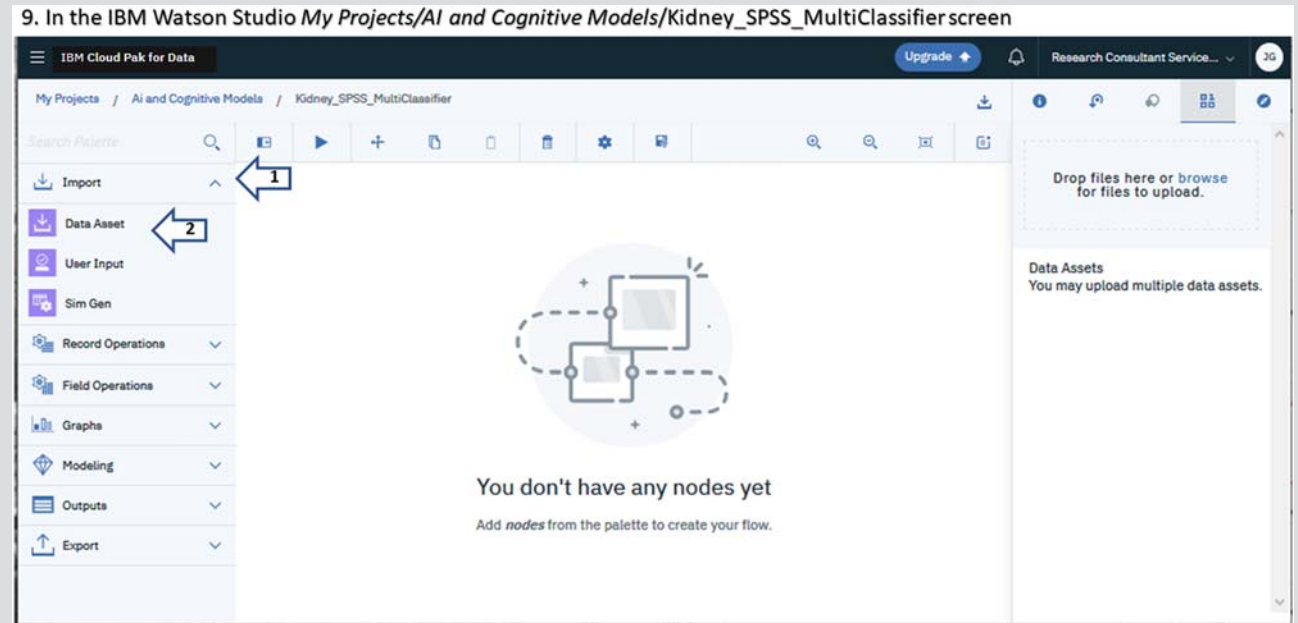 9. In the IBM Watson Studio My Projects/AI and Cognitive Models/Kidney_SPSS_MultiClassifier screen
IBM Cloud Pak for Data
Upgrade
Research Consultant Service...
JG
My Projects / Ai and Cognitive Models / Kidney_SPSS_MultiClassifier
Search Palette
Import
1
Data Asset
2
User Input
Sim Gen
Record Operations
Field Operations
Graphs
Modeling
Outputs
Export
You don't have any nodes yet
Add nodes from the palette to create your flow.
Drop files here or browse
for files to upload.
Data Assets
You may upload multiple data assets.